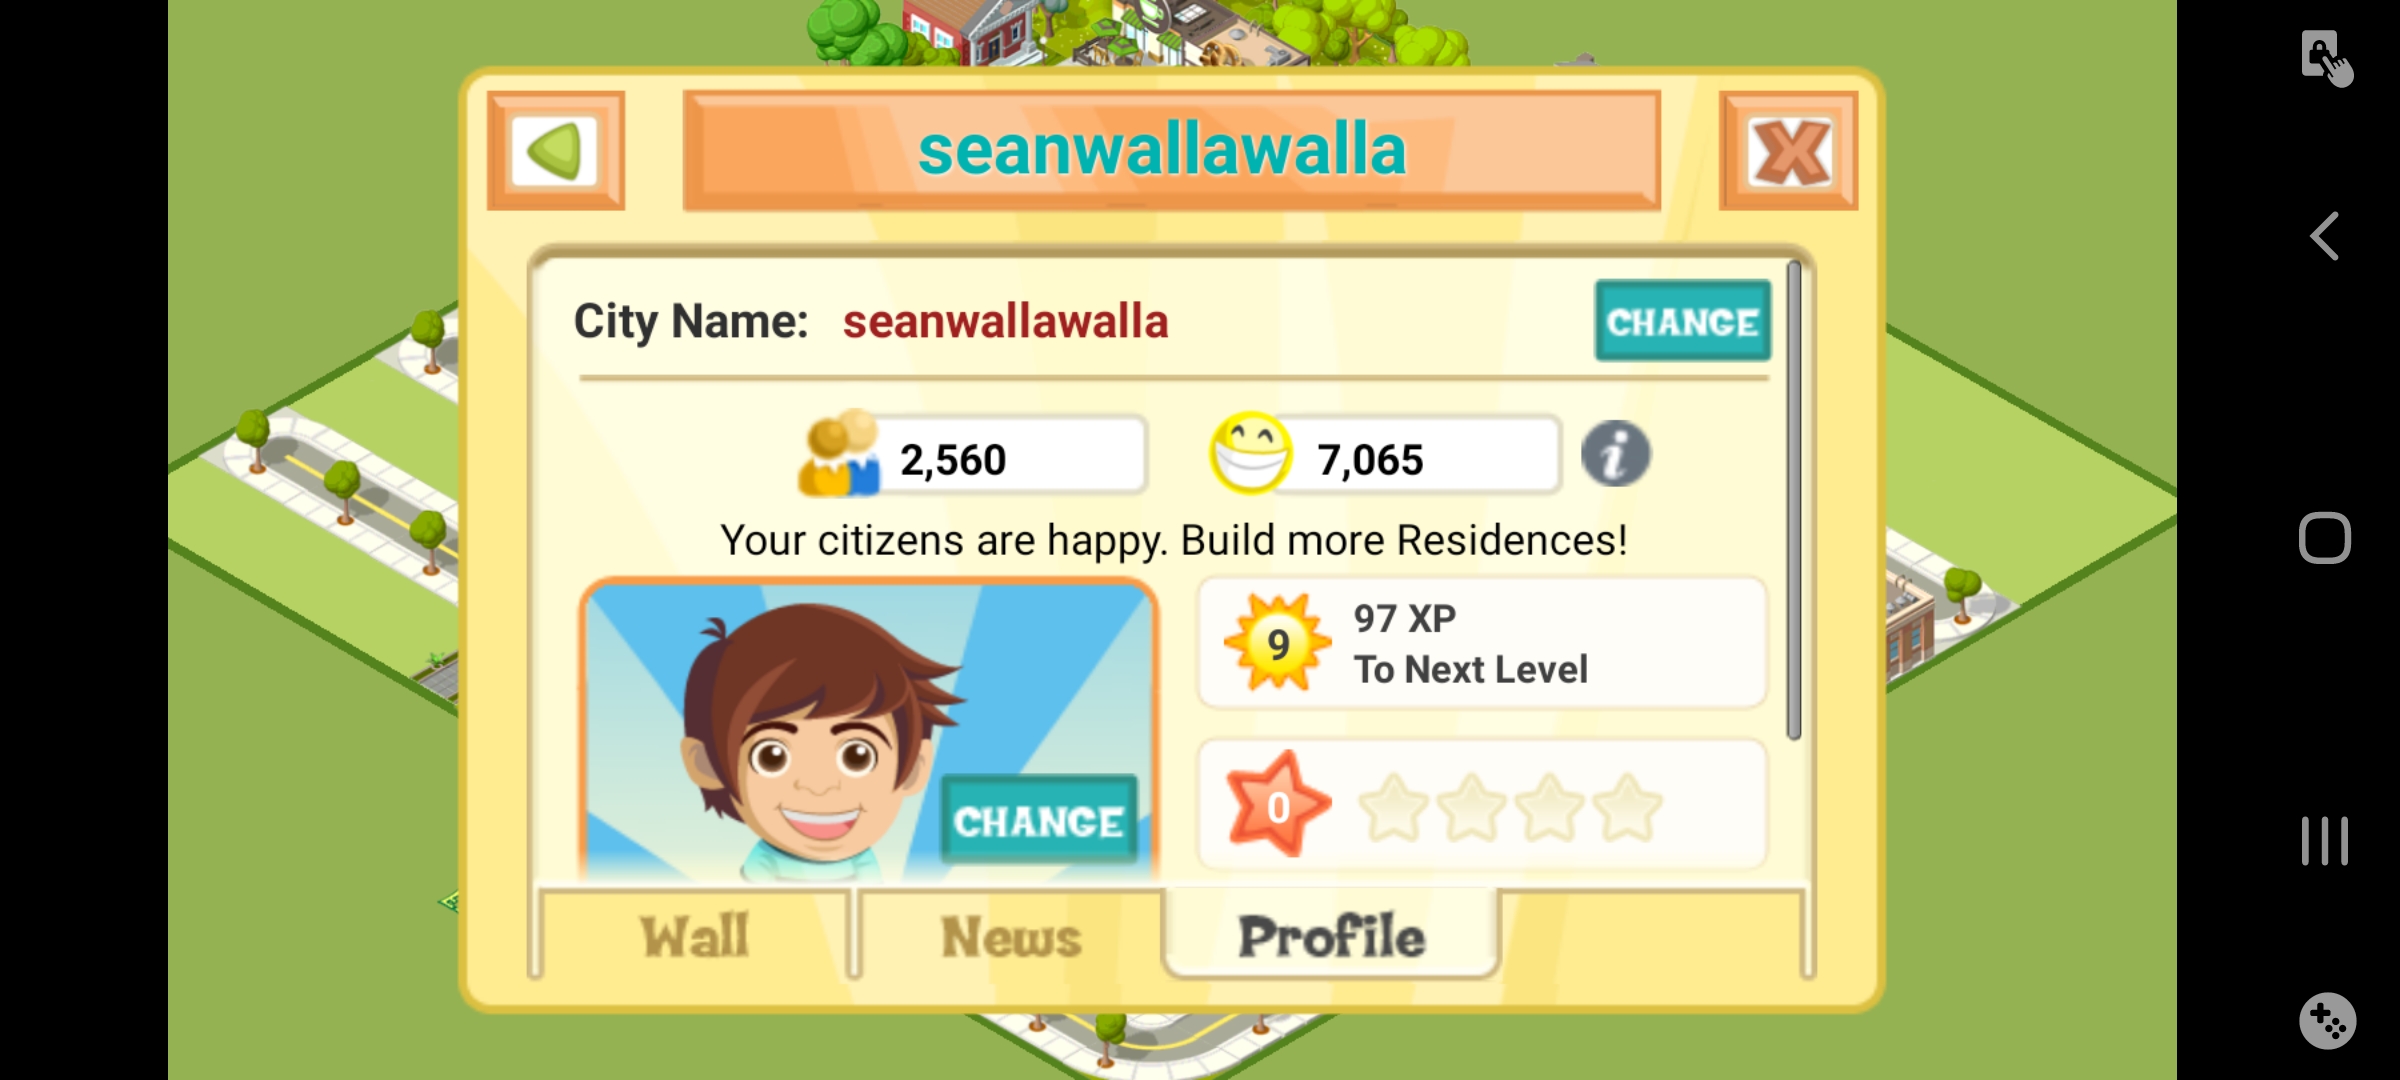 seanwallawalla
City Name: seanwallawalla
CHANGE
2,560
7,065
i
Your citizens are happy. Build more Residences!
9
97 XP
To Next Level
0
CHANGE
Wall
News
Profile